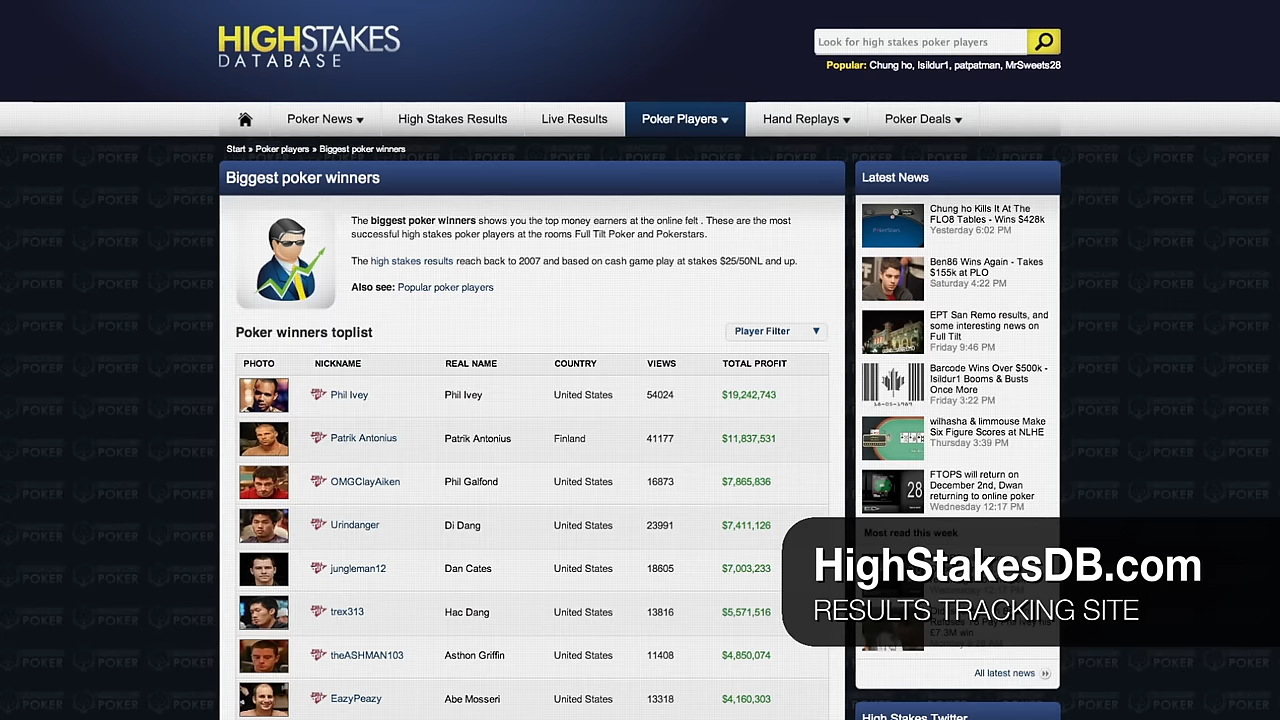 HIGHSTAKES
DATABASE
Look for high stakes poker players
Popular: Chung ho, Isildur1, patpatman, MrSweets28
Poker News
High Stakes Results
Live Results
Poker Players
Hand Replays
Poker Deals
Start » Poker players » Biggest poker winners
Biggest poker winners
The biggest poker winners shows you the top money earners at the online felt . These are the most
successful high stakes poker players at the rooms Full Tilt Poker and Pokerstars.
The high stakes results reach back to 2007 and based on cash game play at stakes $25/50NL and up.
Also see: Popular poker players
Poker winners toplist
Player Filter
PHOTO NICKNAME REAL NAME COUNTRY VIEWS TOTAL PROFIT
Phil Ivey Phil Ivey United States 54024 $19,242,743
Patrik Antonius Patrik Antonius Finland 41177 $11,837,531
OMGClayAiken Phil Galfond United States 16873 $7,865,836
Urindanger Di Dang United States 23991 $7,411,126
jungleman12 Dan Cates United States 18605 $7,003,233
trex313 Hac Dang United States 13816 $5,571,516
theASHMAN103 Asthon Griffin United States 11408 $4,850,074
EazyPeazy Abe Mosseri United States 13318 $4,160,303
Latest News
Chung ho Kills It At The
FLO8 Tables - Wins $428k
Yesterday 6:02 PM
Ben86 Wins Again - Takes
$155k at PLO
Saturday 4:22 PM
EPT San Remo results, and
some interesting news on
Full Tilt
Friday 9:46 PM
Barcode Wins Over $500k -
Isildur1 Booms & Busts
Once More
Friday 3:22 PM
18-05-1969
wilhasha & limmouse Make
Six Figure Scores at NLHE
Thursday 3:39 PM
FTOPS will return on
December 2nd, Dwan
returning to online poker
Wednesday 12:17 PM
28
Most read this week
HighStakesDB.com
RESULTS TRACKING SITE
£7.3M win
All latest news
High Stakes Twitter
POKER